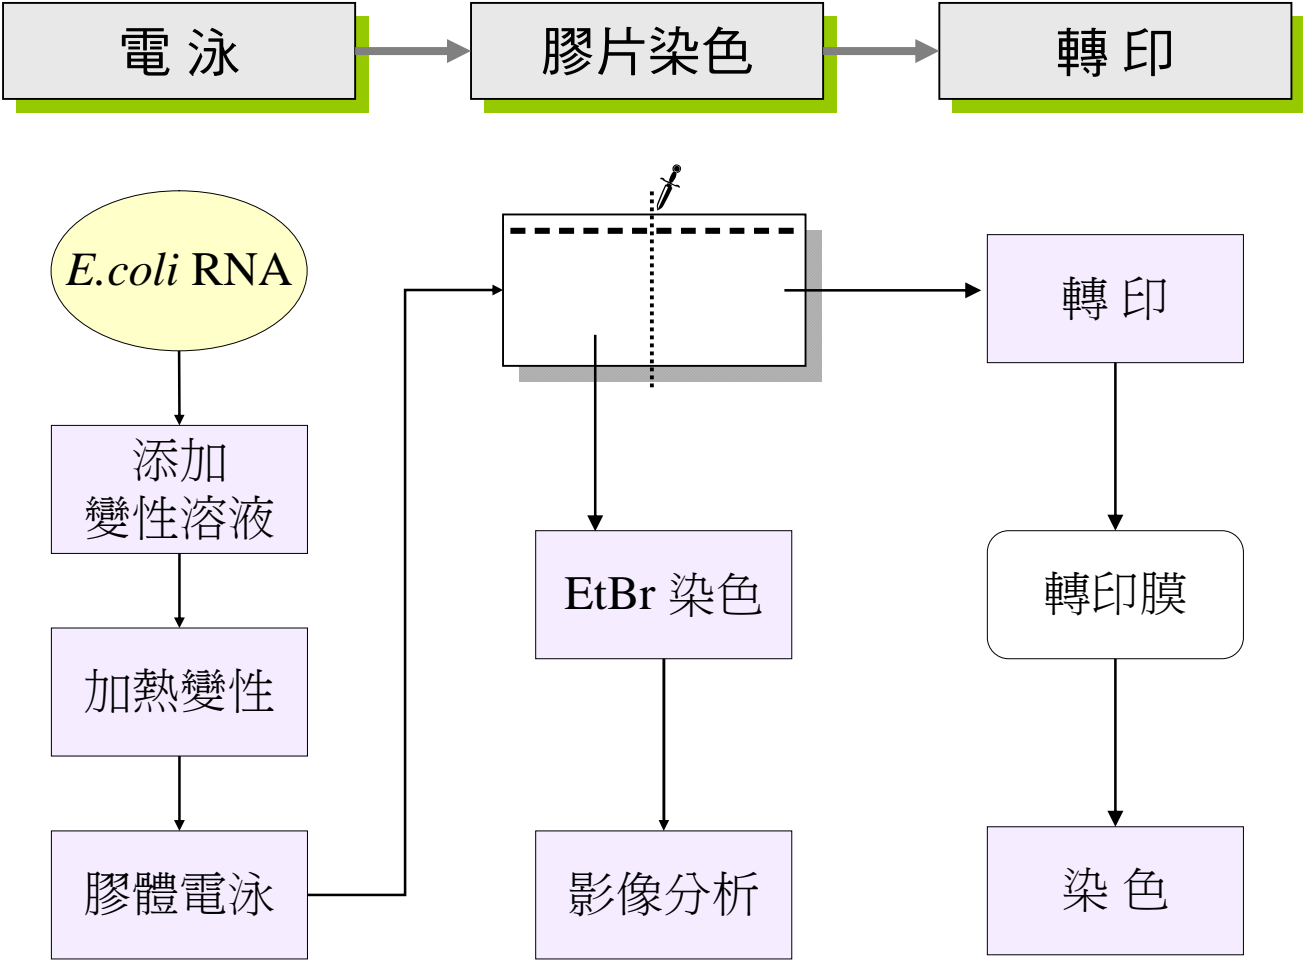 電 泳
膠片染色
轉 印
E.coli RNA
添加
變性溶液
加熱變性
膠體電泳
EtBr 染色
影像分析
轉 印
轉印膜
染 色